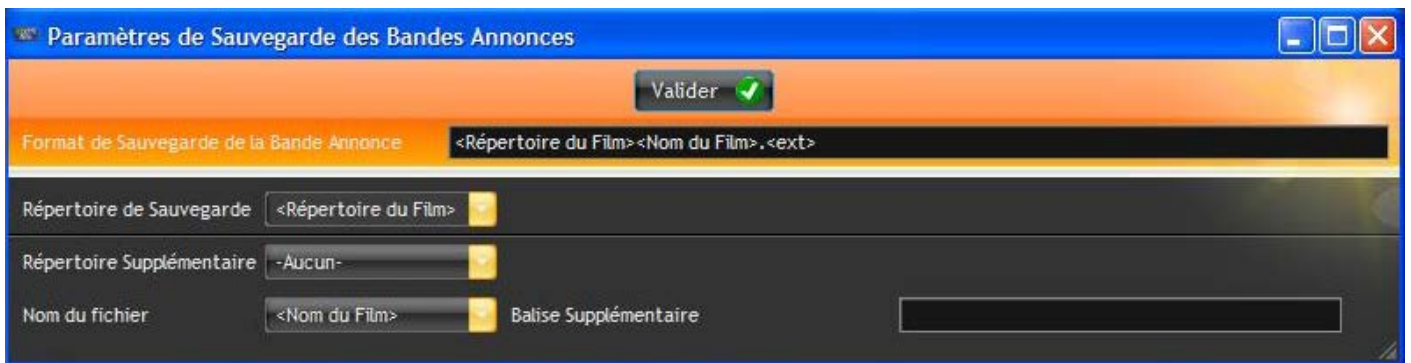 Paramètres de Sauvegarde des Bandes Annonces
Valider
Format de Sauvegarde de la Bande Annonce <Répertoire du Film><Nom du Film>.<ext>
Répertoire de Sauvegarde <Répertoire du Film>
Répertoire Supplémentaire -Aucun-
Nom du fichier <Nom du Film> Balise Supplémentaire